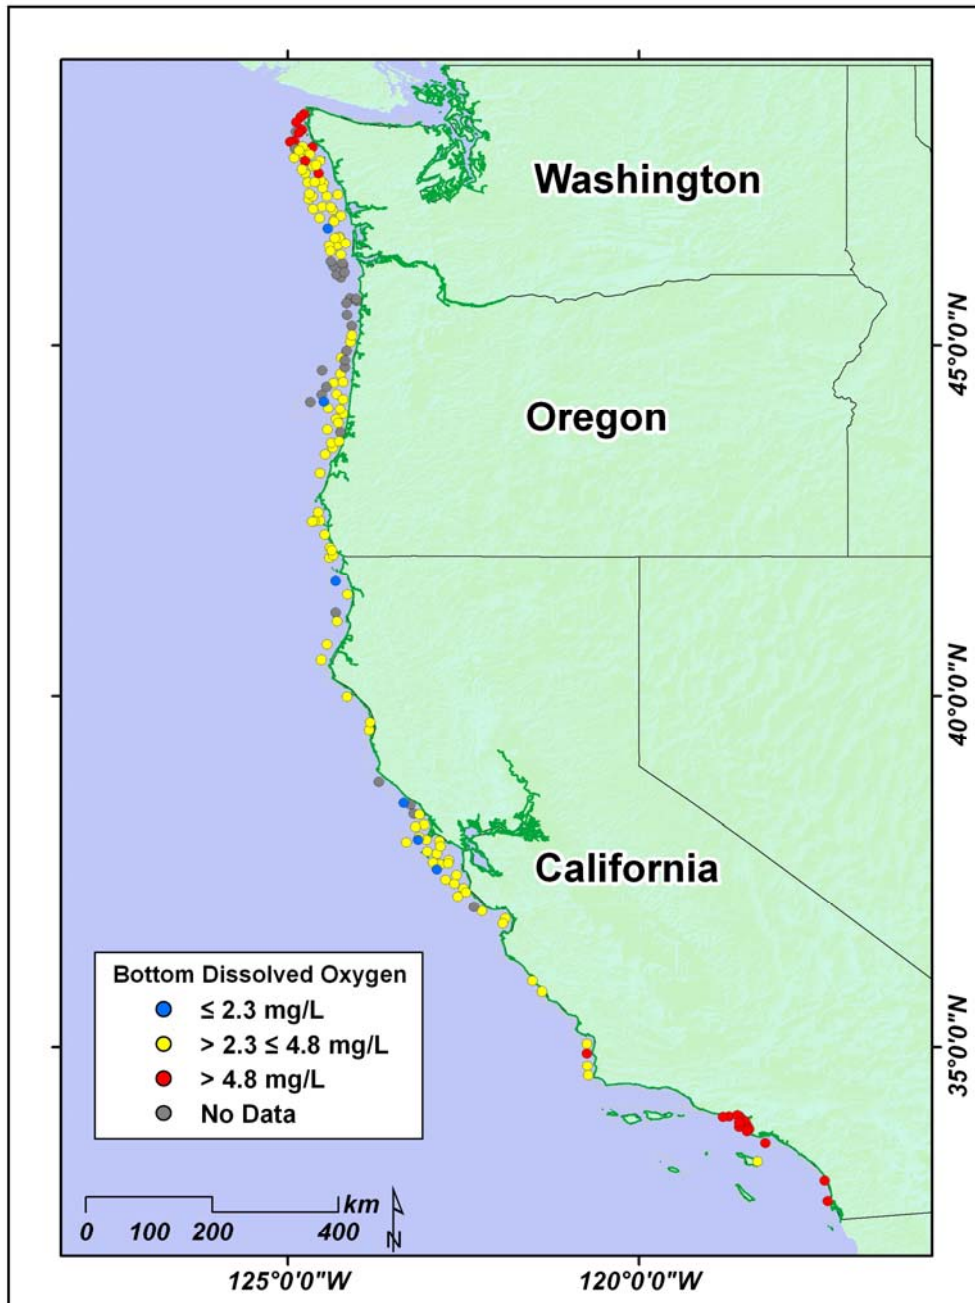 Washington
45°0'0"N
Oregon
40°0'0"N
California
Bottom Dissolved Oxygen
≤ 2.3 mg/L
> 2.3 ≤ 4.8 mg/L
> 4.8 mg/L
No Data
35°0'0"N
km
0 100 200 400
N
125°0'0"W 120°0'0"W